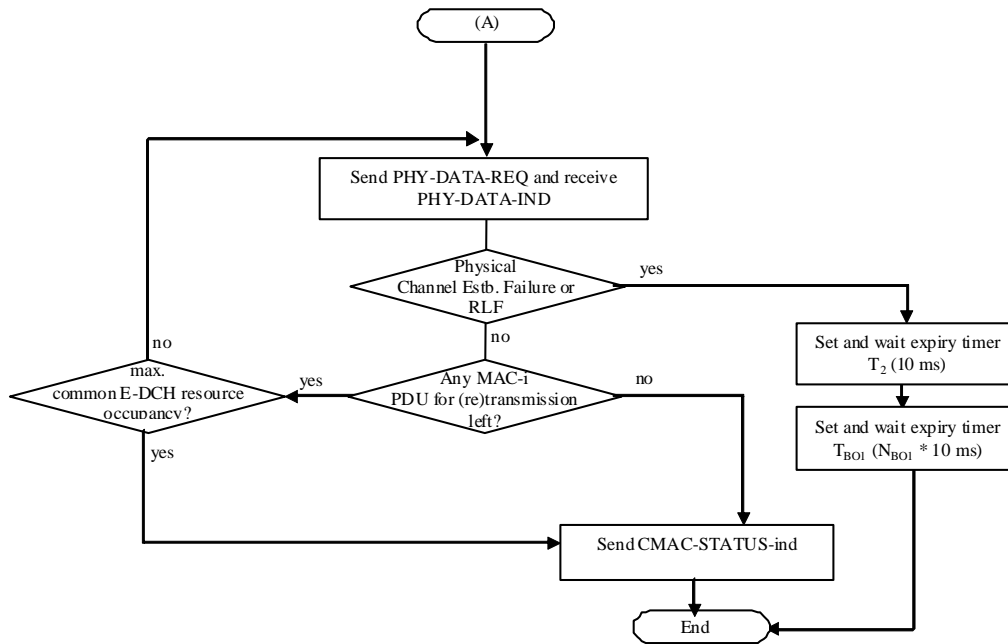 (A)
Send PHY-DATA-REQ and receive
PHY-DATA-IND
Physical
Channel Estb. Failure or
RLF
yes
no
Set and wait expiry timer
T₂ (10 ms)
Set and wait expiry timer
T_BO1 (N_BO1 * 10 ms)
Any MAC-i
PDU for (re)transmission
left?
yes
no
max.
common E-DCH resource
occupancy?
no
yes
Send CMAC-STATUS-ind
End